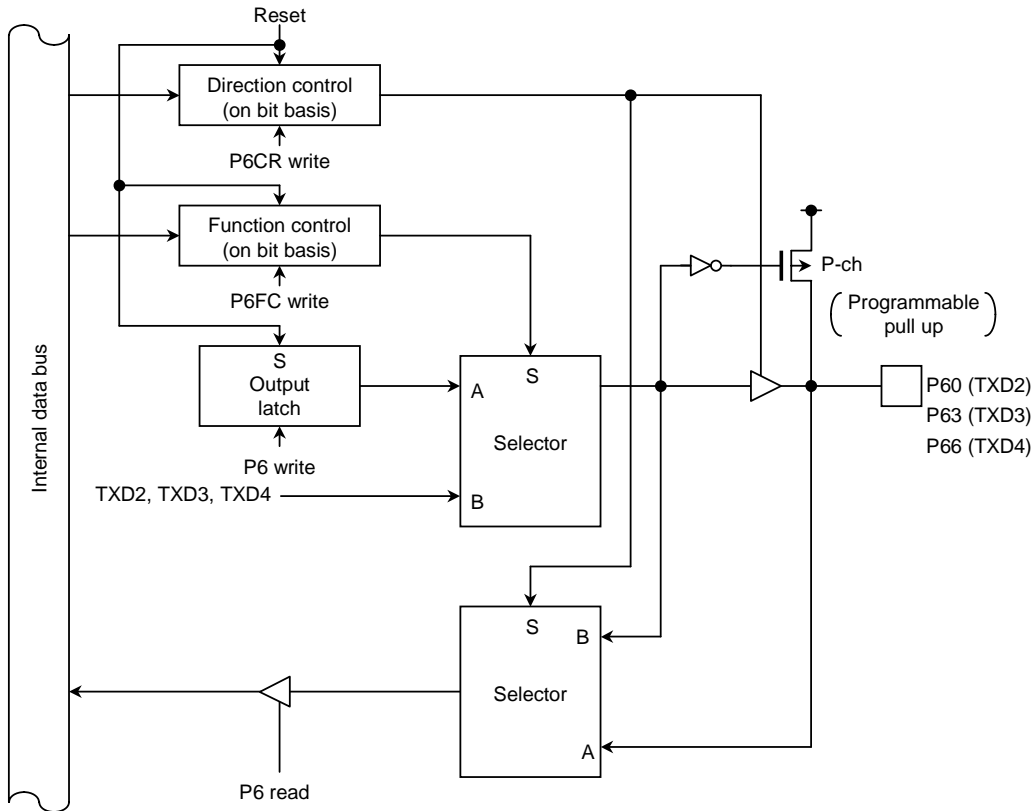 Reset
Direction control
(on bit basis)
P6CR write
Function control
(on bit basis)
P6FC write
S
Output
latch
P6 write
TXD2, TXD3, TXD4
Internal data bus
A
S
Selector
B
P-ch
Programmable
pull up
P60 (TXD2)
P63 (TXD3)
P66 (TXD4)
S
B
Selector
A
P6 read